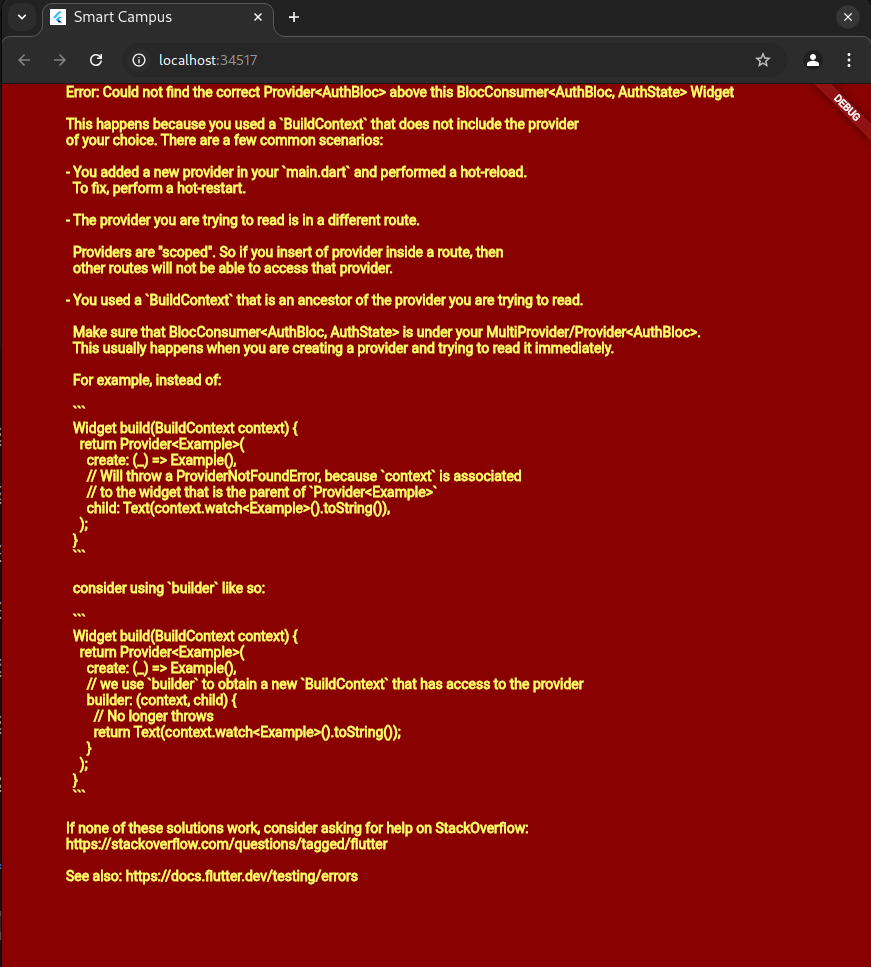 Smart Campus
localhost:34517
DEBUG
Error: Could not find the correct Provider<AuthBloc> above this BlocConsumer<AuthBloc, AuthState> Widget
This happens because you used a `BuildContext` that does not include the provider
of your choice. There are a few common scenarios:
- You added a new provider in your `main.dart` and performed a hot-reload.
To fix, perform a hot-restart.
- The provider you are trying to read is in a different route.
Providers are "scoped". So if you insert of provider inside a route, then
other routes will not be able to access that provider.
- You used a `BuildContext` that is an ancestor of the provider you are trying to read.
Make sure that BlocConsumer<AuthBloc, AuthState> is under your MultiProvider/Provider<AuthBloc>.
This usually happens when you are creating a provider and trying to read it immediately.
For example, instead of:
```
Widget build(BuildContext context) {
return Provider<Example>(
create: (_) => Example(),
// Will throw a ProviderNotFoundError, because `context` is associated
// to the widget that is the parent of `Provider<Example>`
child: Text(context.watch<Example>().toString()),
);
}
```
consider using `builder` like so:
```
Widget build(BuildContext context) {
return Provider<Example>(
create: (_) => Example(),
// we use `builder` to obtain a new `BuildContext` that has access to the provider
builder: (context, child) {
// No longer throws
return Text(context.watch<Example>().toString());
}
);
}
```
If none of these solutions work, consider asking for help on StackOverflow:
https://stackoverflow.com/questions/tagged/flutter
See also: https://docs.flutter.dev/testing/errors